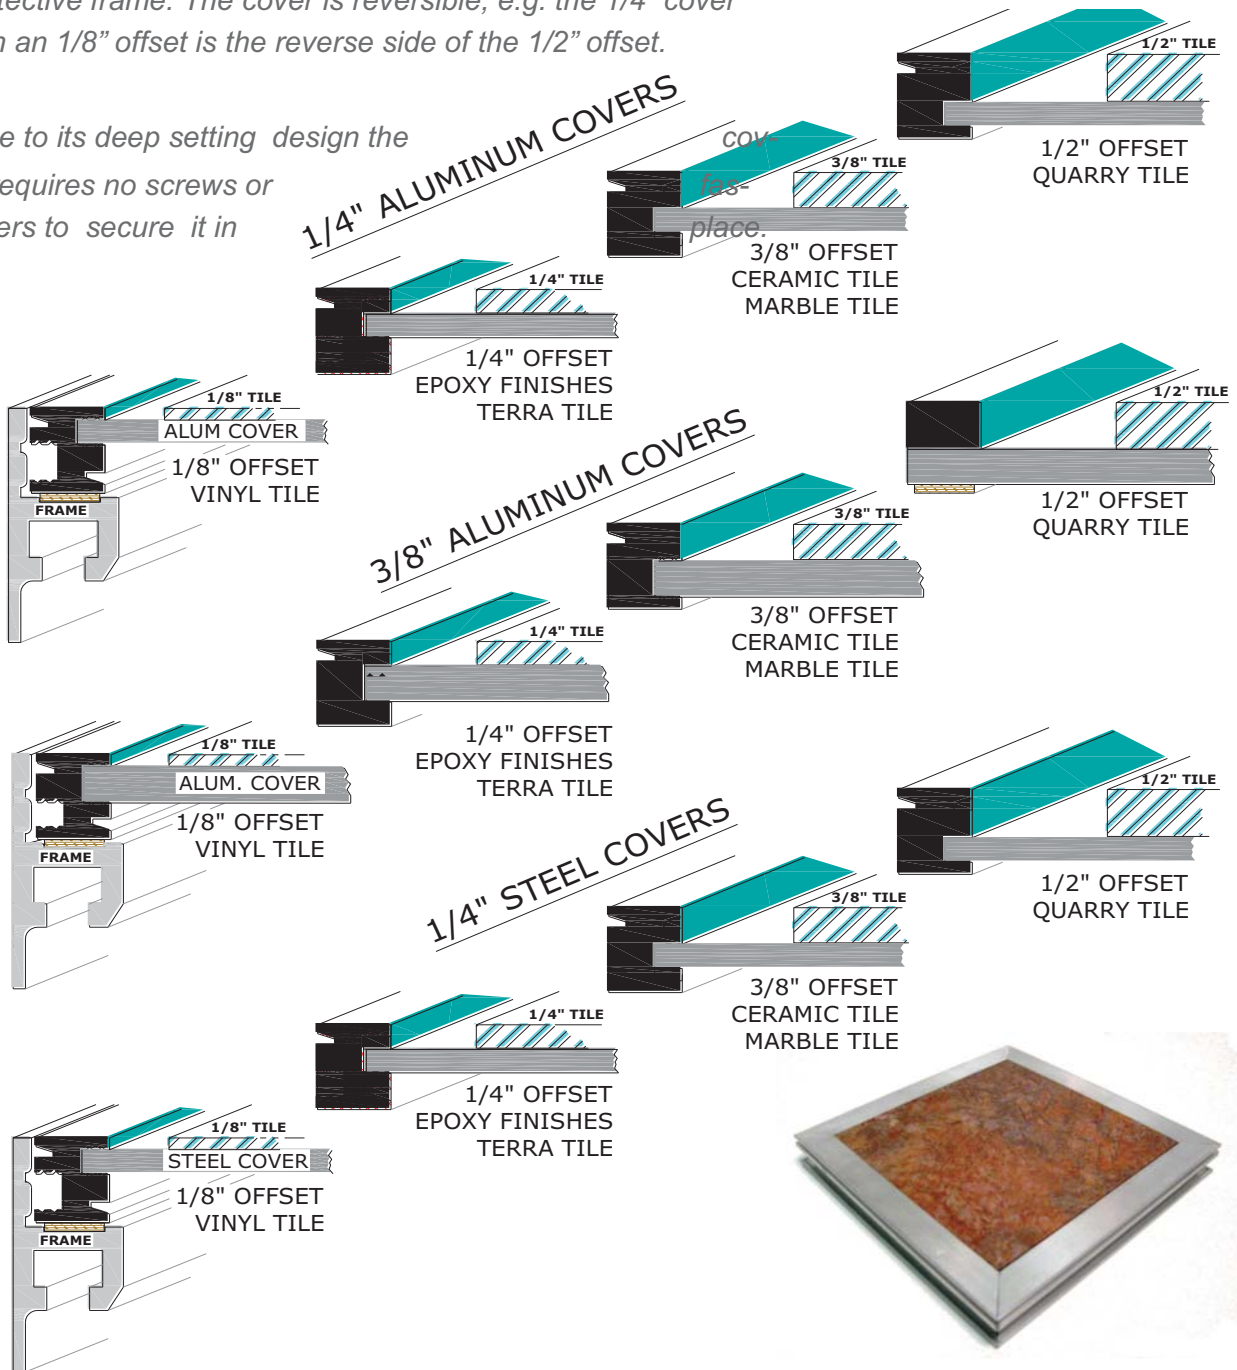 tective frame. The cover is reversible, e.g. the 1/4" cover
an 1/8” offset is the reverse side of the 1/2” offset.
e to its deep setting design the cov-
equires no screws or fas-
ers to secure it in place.
1/4" ALUMINUM COVERS
1/2" TILE
1/2" OFFSET
QUARRY TILE
3/8" TILE
3/8" OFFSET
CERAMIC TILE
MARBLE TILE
1/4" TILE
1/4" OFFSET
EPOXY FINISHES
TERRA TILE
1/8" TILE
ALUM COVER
1/8" OFFSET
VINYL TILE
FRAME
3/8" ALUMINUM COVERS
1/2" TILE
1/2" OFFSET
QUARRY TILE
3/8" TILE
3/8" OFFSET
CERAMIC TILE
MARBLE TILE
1/4" TILE
1/4" OFFSET
EPOXY FINISHES
TERRA TILE
1/8" TILE
ALUM. COVER
1/8" OFFSET
VINYL TILE
FRAME
1/4" STEEL COVERS
1/2" TILE
1/2" OFFSET
QUARRY TILE
3/8" TILE
3/8" OFFSET
CERAMIC TILE
MARBLE TILE
1/4" TILE
1/4" OFFSET
EPOXY FINISHES
TERRA TILE
1/8" TILE
STEEL COVER
1/8" OFFSET
VINYL TILE
FRAME